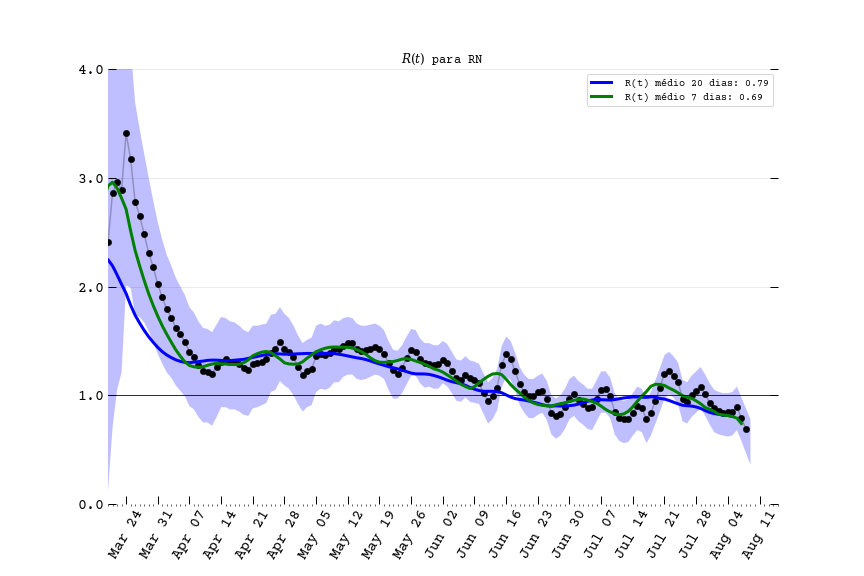 R(t) para RN
R(t) médio 20 dias: 0.79
R(t) médio 7 dias: 0.69
4.0
3.0
2.0
1.0
0.0
Mar 24
Mar 31
Apr 07
Apr 14
Apr 21
Apr 28
May 05
May 12
May 19
May 26
Jun 02
Jun 09
Jun 16
Jun 23
Jun 30
Jul 07
Jul 14
Jul 21
Jul 28
Aug 04
Aug 11